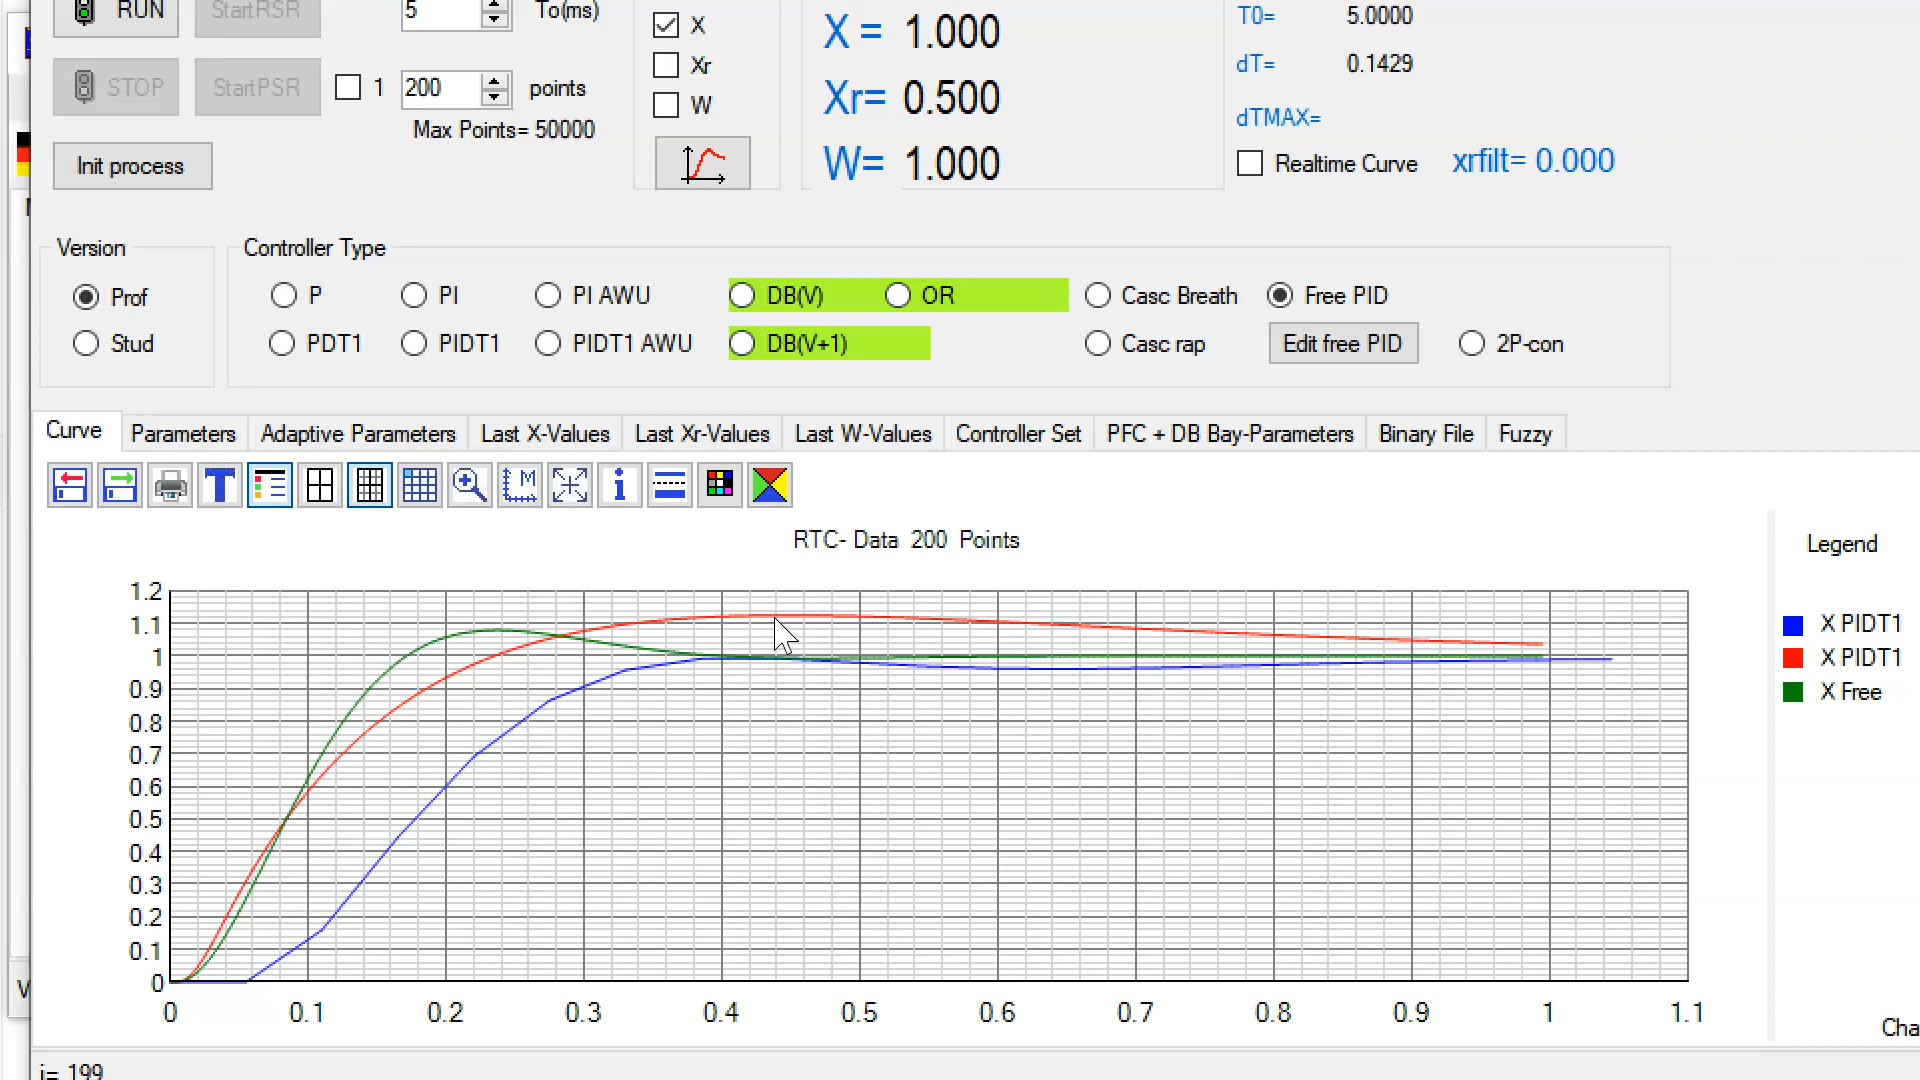 RUN StartRSR 5 To(ms)
STOP StartPSR 1 200 points
Max Points= 50000
Init process
X
Xr
W
X = 1.000
Xr= 0.500
W= 1.000
T0= 5.0000
dT= 0.1429
dTMAX=
Realtime Curve xrfilt= 0.000
Version
Prof
Stud
Controller Type
P PI PI AWU DB(V) OR Casc Breath Free PID
PDT1 PIDT1 PIDT1 AWU DB(V+1) Casc rap Edit free PID 2P-con
Curve Parameters Adaptive Parameters Last X-Values Last Xr-Values Last W-Values Controller Set PFC + DB Bay-Parameters Binary File Fuzzy
T M i
RTC- Data 200 Points
1.2
1.1
1
0.9
0.8
0.7
0.6
0.5
0.4
0.3
0.2
0.1
0
0 0.1 0.2 0.3 0.4 0.5 0.6 0.7 0.8 0.9 1 1.1
Legend
X PIDT1
X PIDT1
X Free
Cha
i= 199